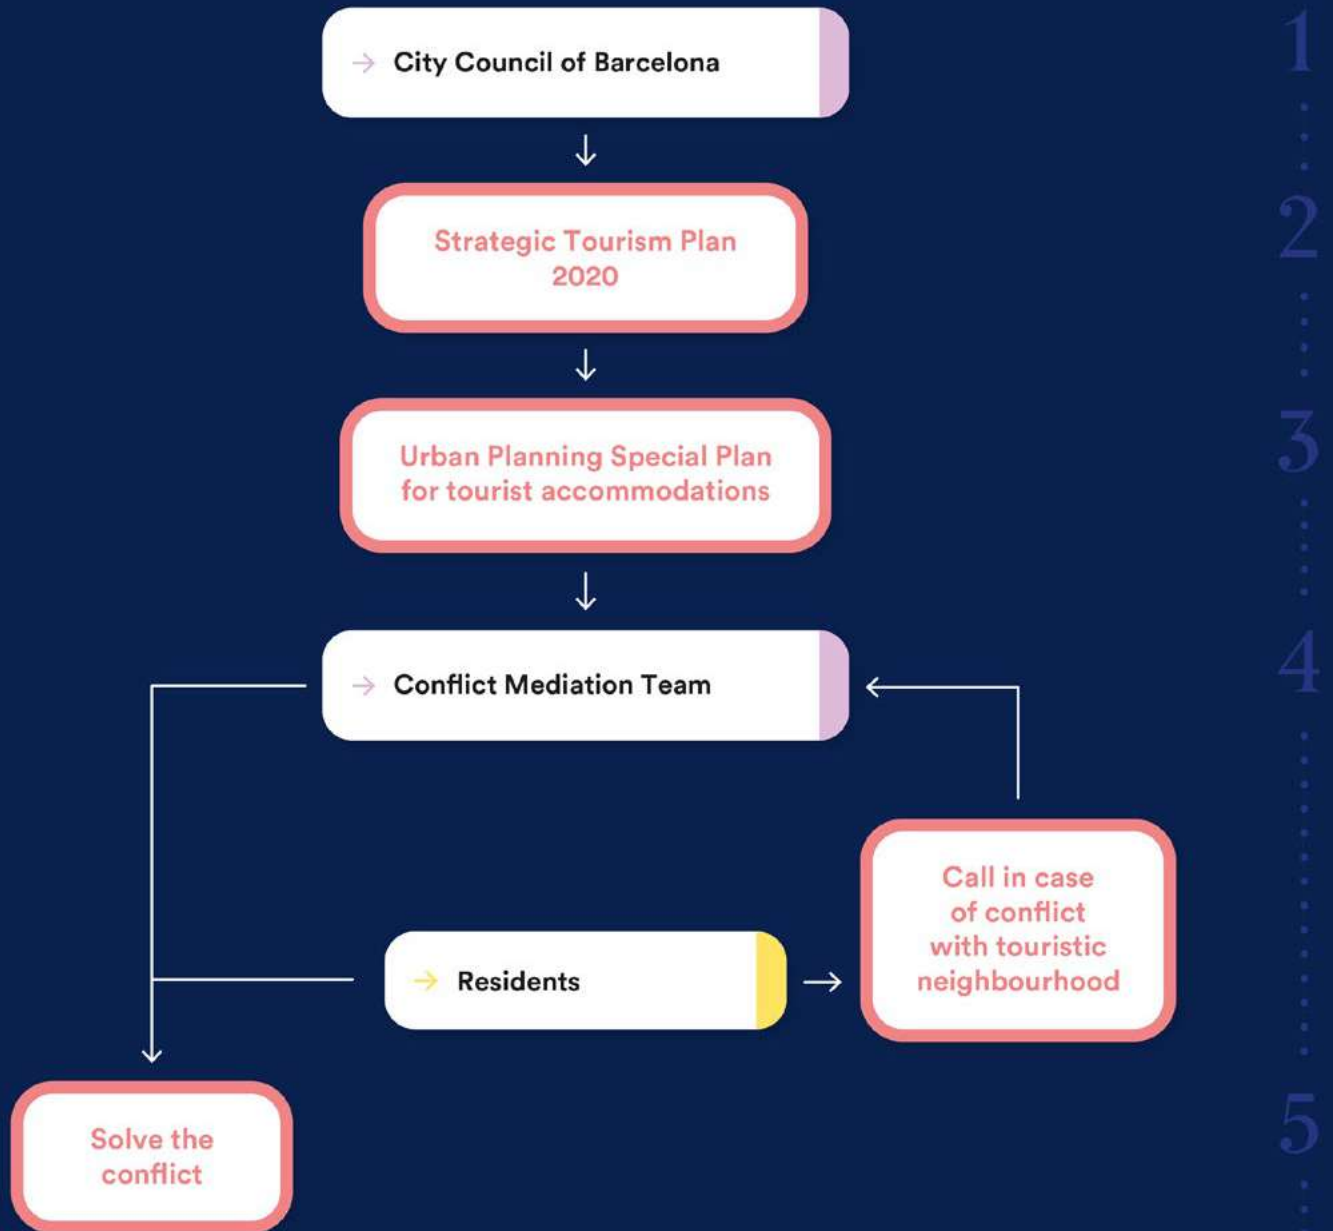 City Council of Barcelona
1
Strategic Tourism Plan
2020
2
Urban Planning Special Plan
for tourist accommodations
3
Conflict Mediation Team
4
Call in case
of conflict
with touristic
neighbourhood
Residents
Solve the
conflict
5